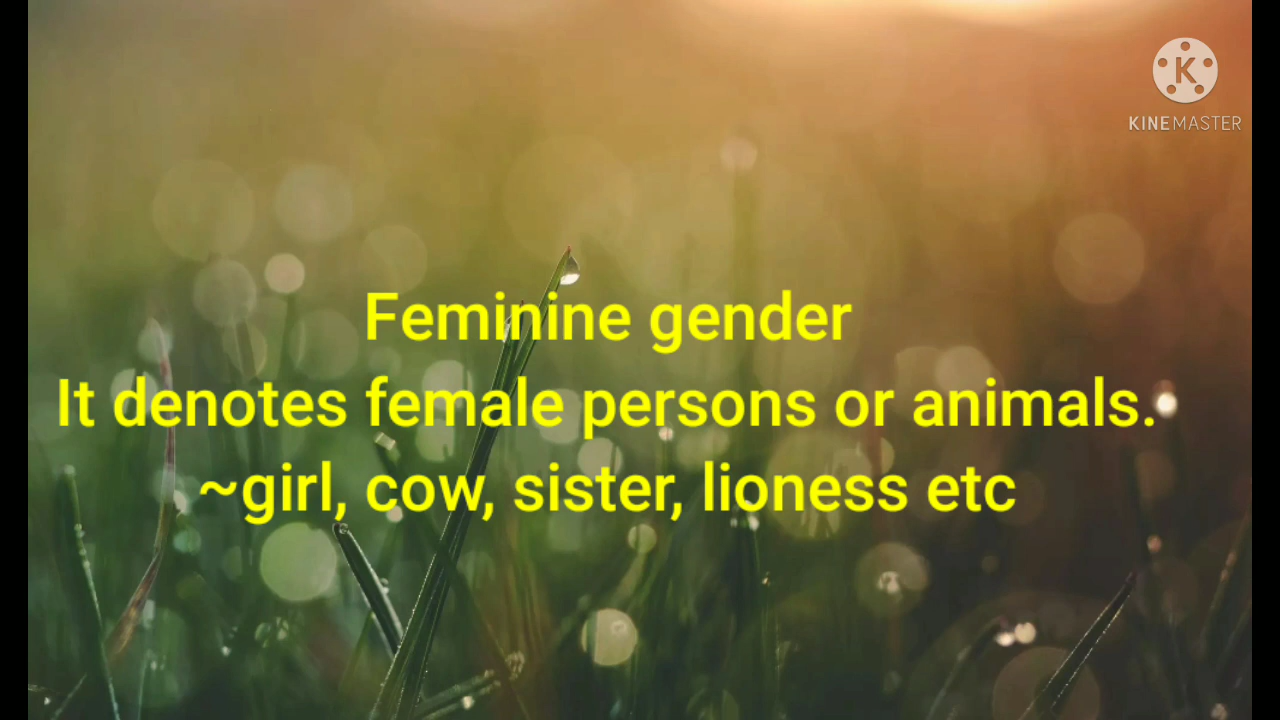 K
KINEMASTER
Feminine gender
It denotes female persons or animals.
~girl, cow, sister, lioness etc